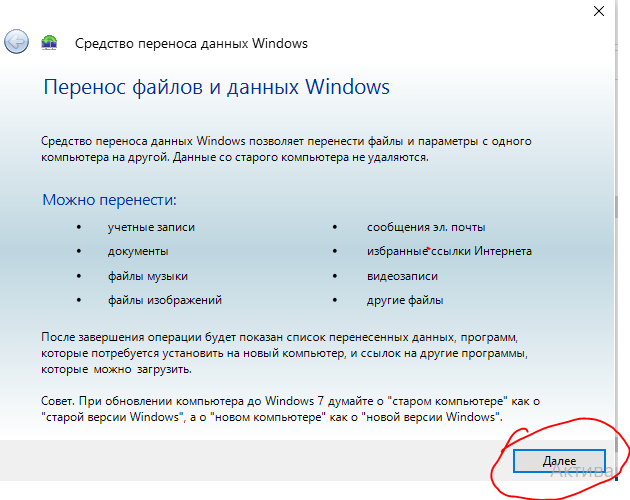 Средство переноса данных Windows
Перенос файлов и данных Windows
Средство переноса данных Windows позволяет перенести файлы и параметры с одного
компьютера на другой. Данные со старого компьютера не удаляются.
Можно перенести:
• учетные записи
• документы
• файлы музыки
• файлы изображений
• сообщения эл. почты
• избранные ссылки Интернета
• видеозаписи
• другие файлы
После завершения операции будет показан список перенесенных данных, программ,
которые потребуется установить на новый компьютер, и ссылок на другие программы,
которые можно загрузить.
Совет. При обновлении компьютера до Windows 7 думайте о "старом компьютере" как о
"старой версии Windows", а о "новом компьютере" как о "новой версии Windows".
Далее
Актива